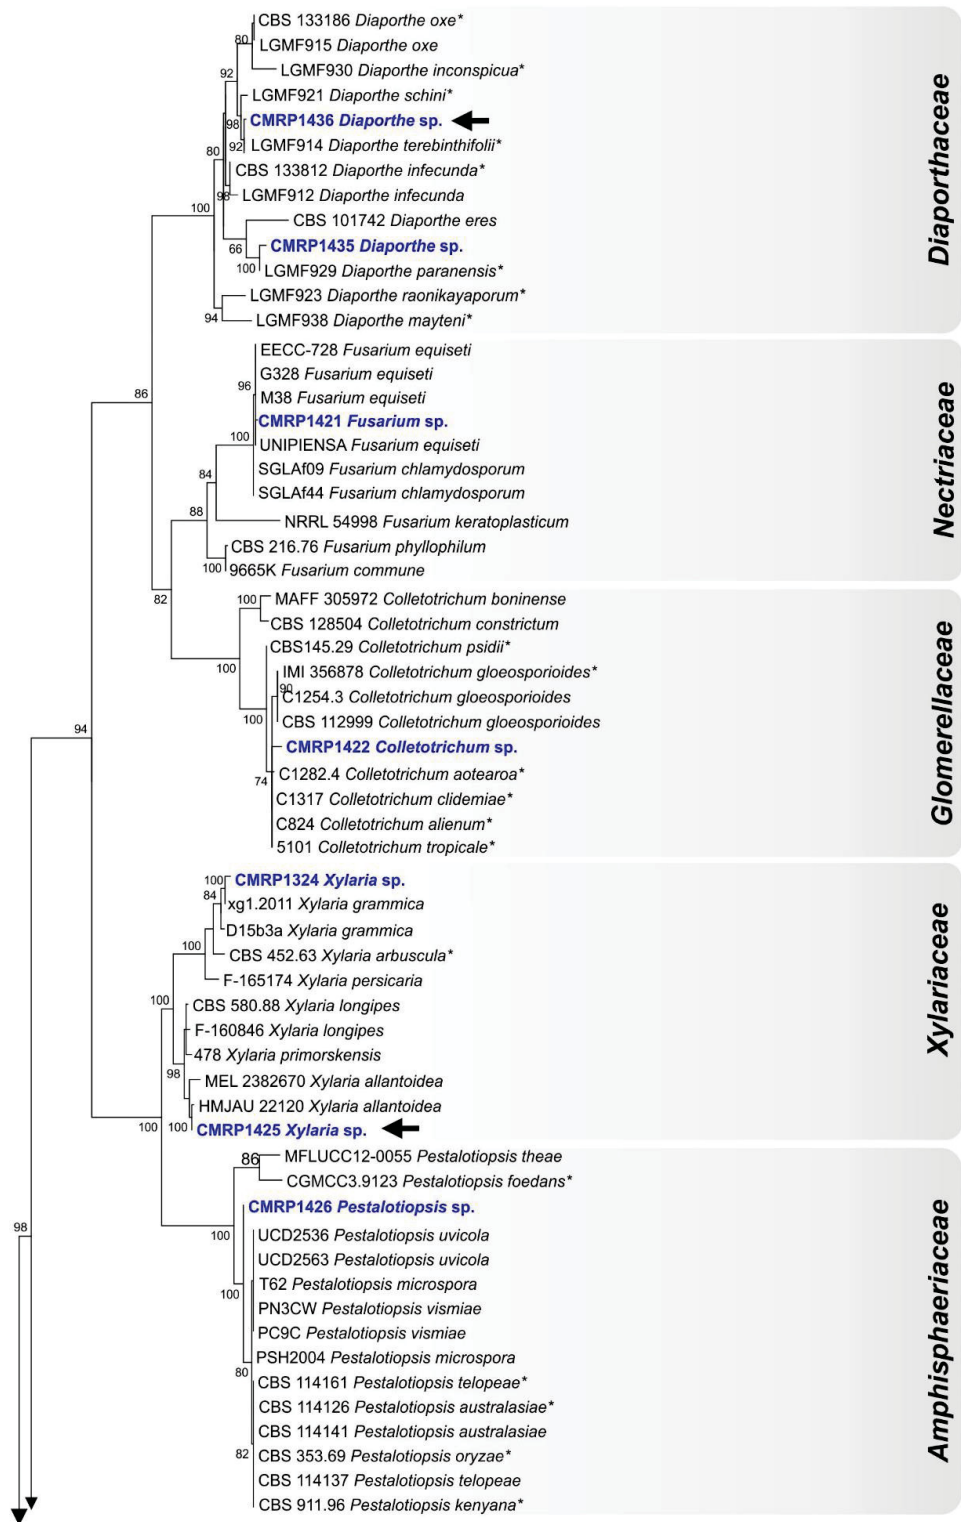 CBS 133186 Diaporthe oxe*
80
LGMF915 Diaporthe oxe
LGMF930 Diaporthe inconspicua*
92
LGMF921 Diaporthe schini*
CMRP1436 Diaporthe sp.
98
92
LGMF914 Diaporthe terebinthifolii*
80
CBS 133812 Diaporthe infecunda*
98
LGMF912 Diaporthe infecunda
100
CBS 101742 Diaporthe eres
CMRP1435 Diaporthe sp.
66
100
LGMF929 Diaporthe paranensis*
LGMF923 Diaporthe raonikayaporum*
94
LGMF938 Diaporthe mayteni*
Diaporthaceae
EECC-728 Fusarium equiseti
G328 Fusarium equiseti
96
M38 Fusarium equiseti
86
CMRP1421 Fusarium sp.
100
UNIPIENSA Fusarium equiseti
SGLAf09 Fusarium chlamydosporum
84
SGLAf44 Fusarium chlamydosporum
88
NRRL 54998 Fusarium keratoplasticum
CBS 216.76 Fusarium phyllophilum
100
9665K Fusarium commune
Nectriaceae
82
100
MAFF 305972 Colletotrichum boninense
CBS 128504 Colletotrichum constrictum
CBS145.29 Colletotrichum psidii*
100
IMI 356878 Colletotrichum gloeosporioides*
90
C1254.3 Colletotrichum gloeosporioides
100
CBS 112999 Colletotrichum gloeosporioides
94
CMRP1422 Colletotrichum sp.
C1282.4 Colletotrichum aotearoa*
74
C1317 Colletotrichum clidemiae*
C824 Colletotrichum alienum*
5101 Colletotrichum tropicale*
Glomerellaceae
100
CMRP1324 Xylaria sp.
84
xg1.2011 Xylaria grammica
D15b3a Xylaria grammica
100
CBS 452.63 Xylaria arbuscula*
F-165174 Xylaria persicaria
100
CBS 580.88 Xylaria longipes
F-160846 Xylaria longipes
478 Xylaria primorskensis
98
MEL 2382670 Xylaria allantoidea
HMJAU 22120 Xylaria allantoidea
100
100
CMRP1425 Xylaria sp.
Xylariaceae
86
MFLUCC12-0055 Pestalotiopsis theae
CGMCC3.9123 Pestalotiopsis foedans*
CMRP1426 Pestalotiopsis sp.
98
100
UCD2536 Pestalotiopsis uvicola
UCD2563 Pestalotiopsis uvicola
T62 Pestalotiopsis microspora
100
PN3CW Pestalotiopsis vismiae
PC9C Pestalotiopsis vismiae
PSH2004 Pestalotiopsis microspora
80
CBS 114161 Pestalotiopsis telopeae*
CBS 114126 Pestalotiopsis australasiae*
CBS 114141 Pestalotiopsis australasiae
82
CBS 353.69 Pestalotiopsis oryzae*
CBS 114137 Pestalotiopsis telopeae
CBS 911.96 Pestalotiopsis kenyana*
Amphisphaeriaceae